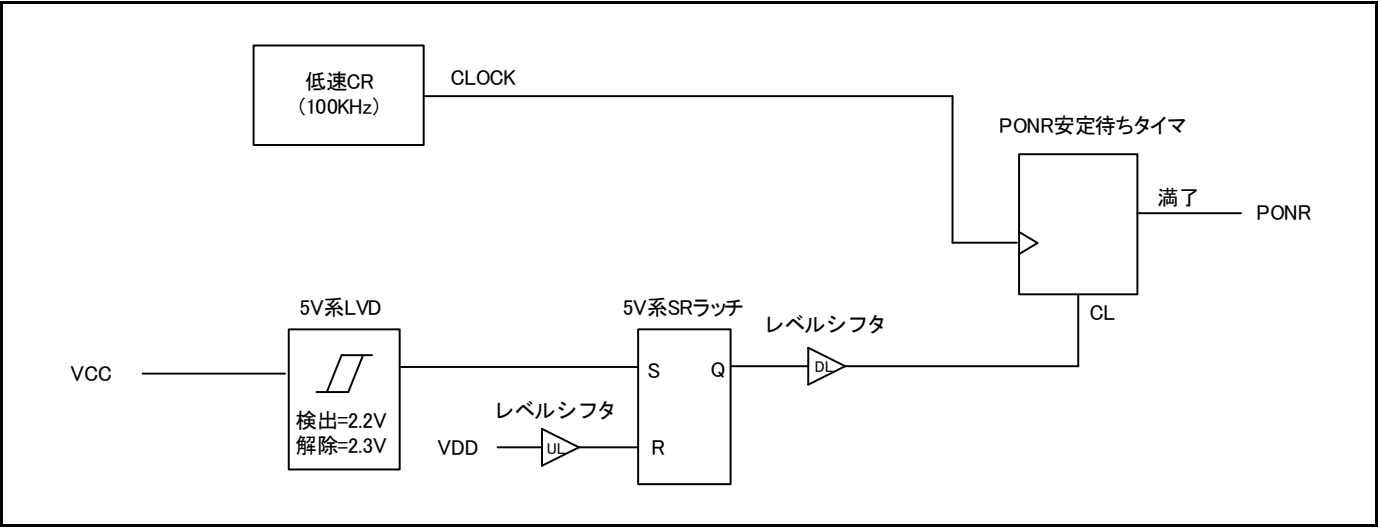 低速CR
(100KHz)
CLOCK
PONR安定待ちタイマ
満了
PONR
CL
5V系LVD
VCC
検出=2.2V
解除=2.3V
5V系SRラッチ
S
Q
R
レベルシフタ
DL
レベルシフタ
VDD
UL